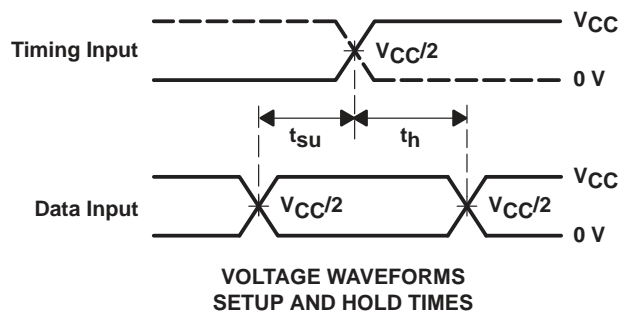 VCC
Timing Input
VCC/2
0 V
tsu
th
VCC
Data Input
VCC/2
VCC/2
0 V
VOLTAGE WAVEFORMS
SETUP AND HOLD TIMES